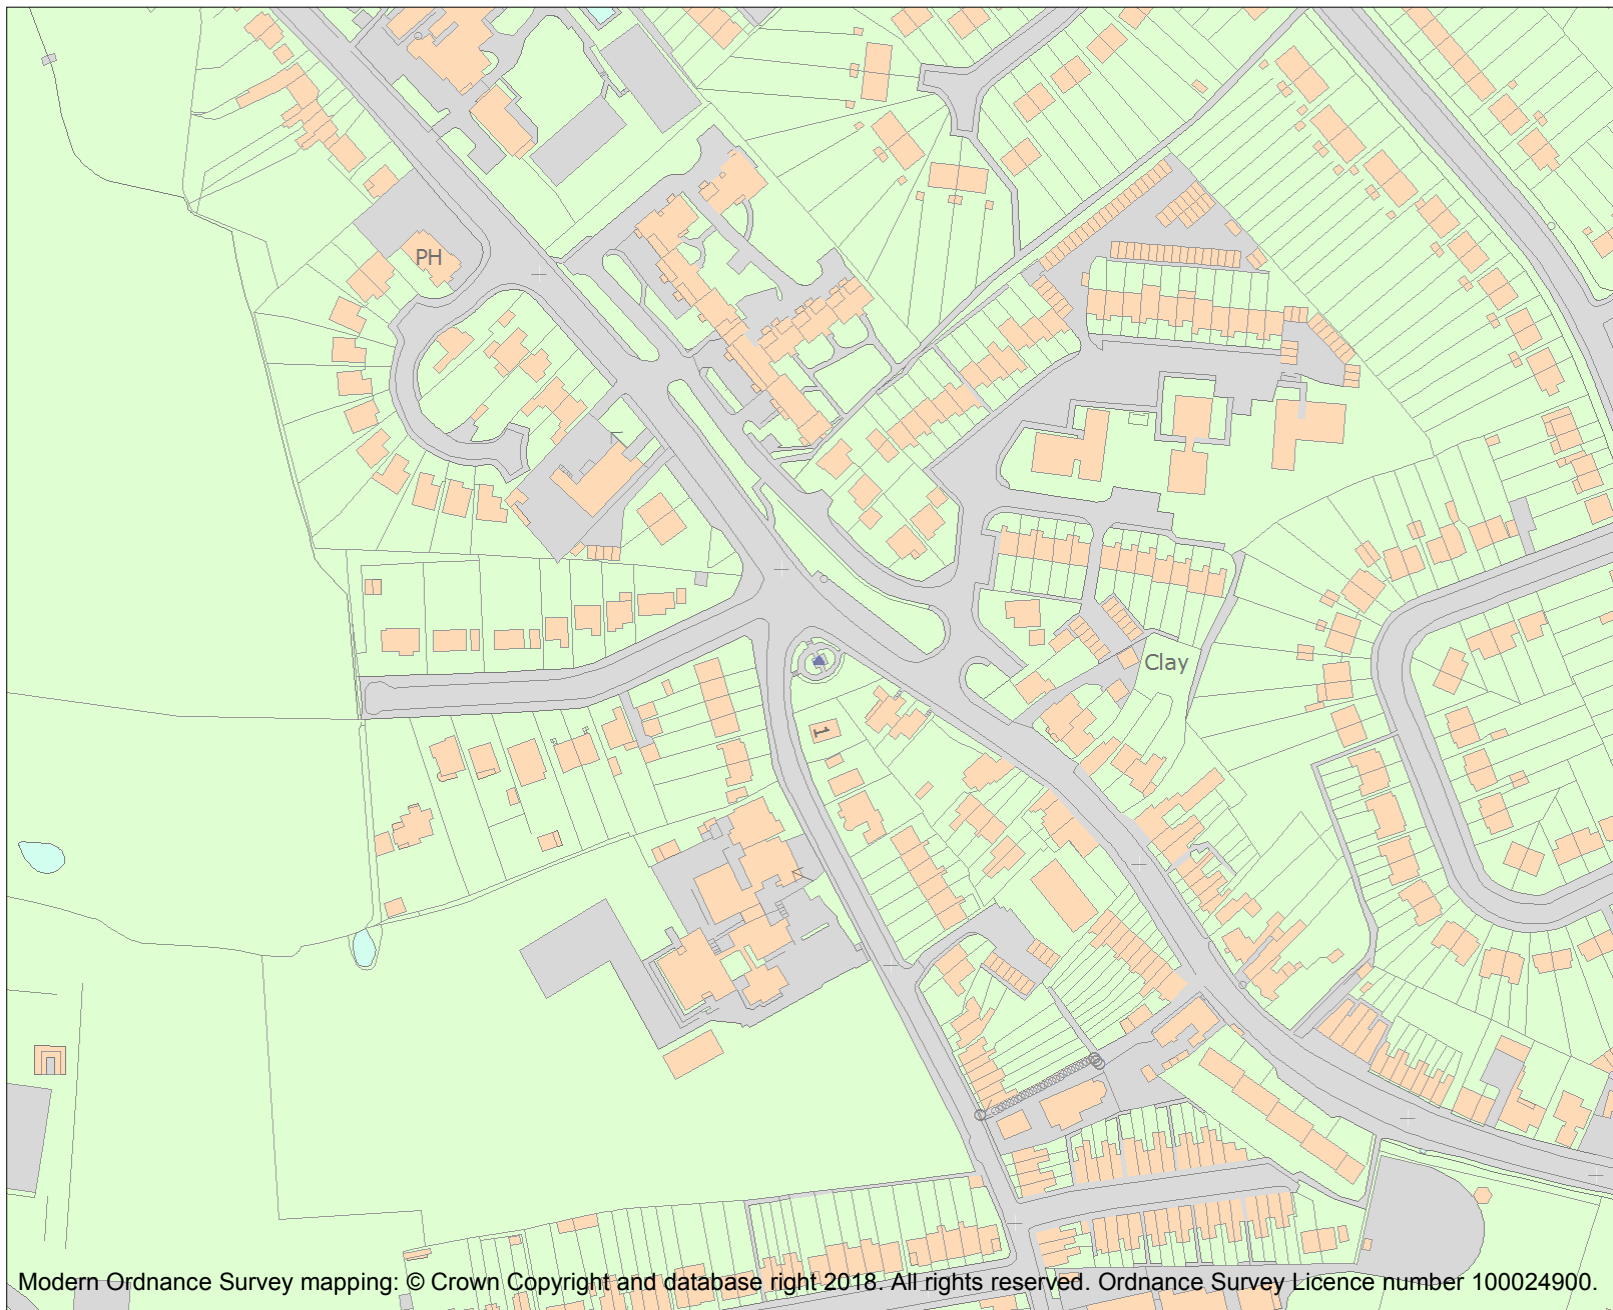 PH
Clay
1
Modern Ordnance Survey mapping: © Crown Copyright and database right 2018. All rights reserved. Ordnance Survey Licence number 100024900.